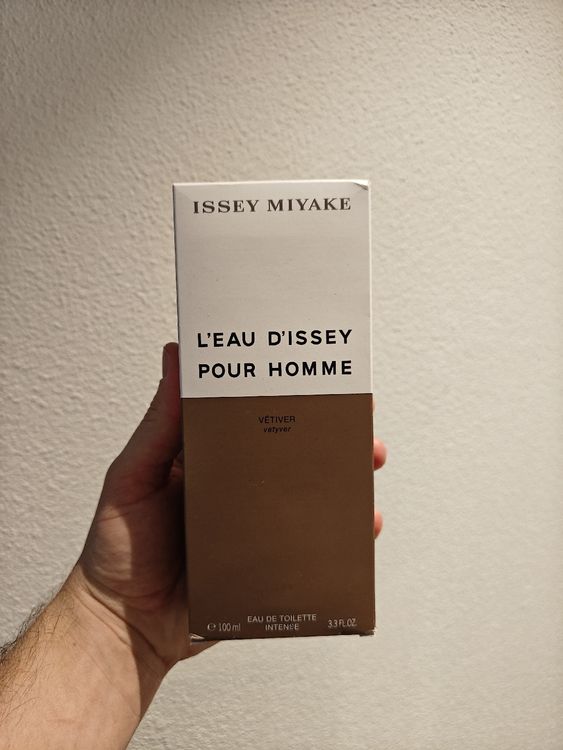 ISSEY MIYAKE
L'EAU D'ISSEY
POUR HOMME
VÉTIVER
vetyver
℮ 100 ml EAU DE TOILETTE INTENSE 3.3 FL.OZ.